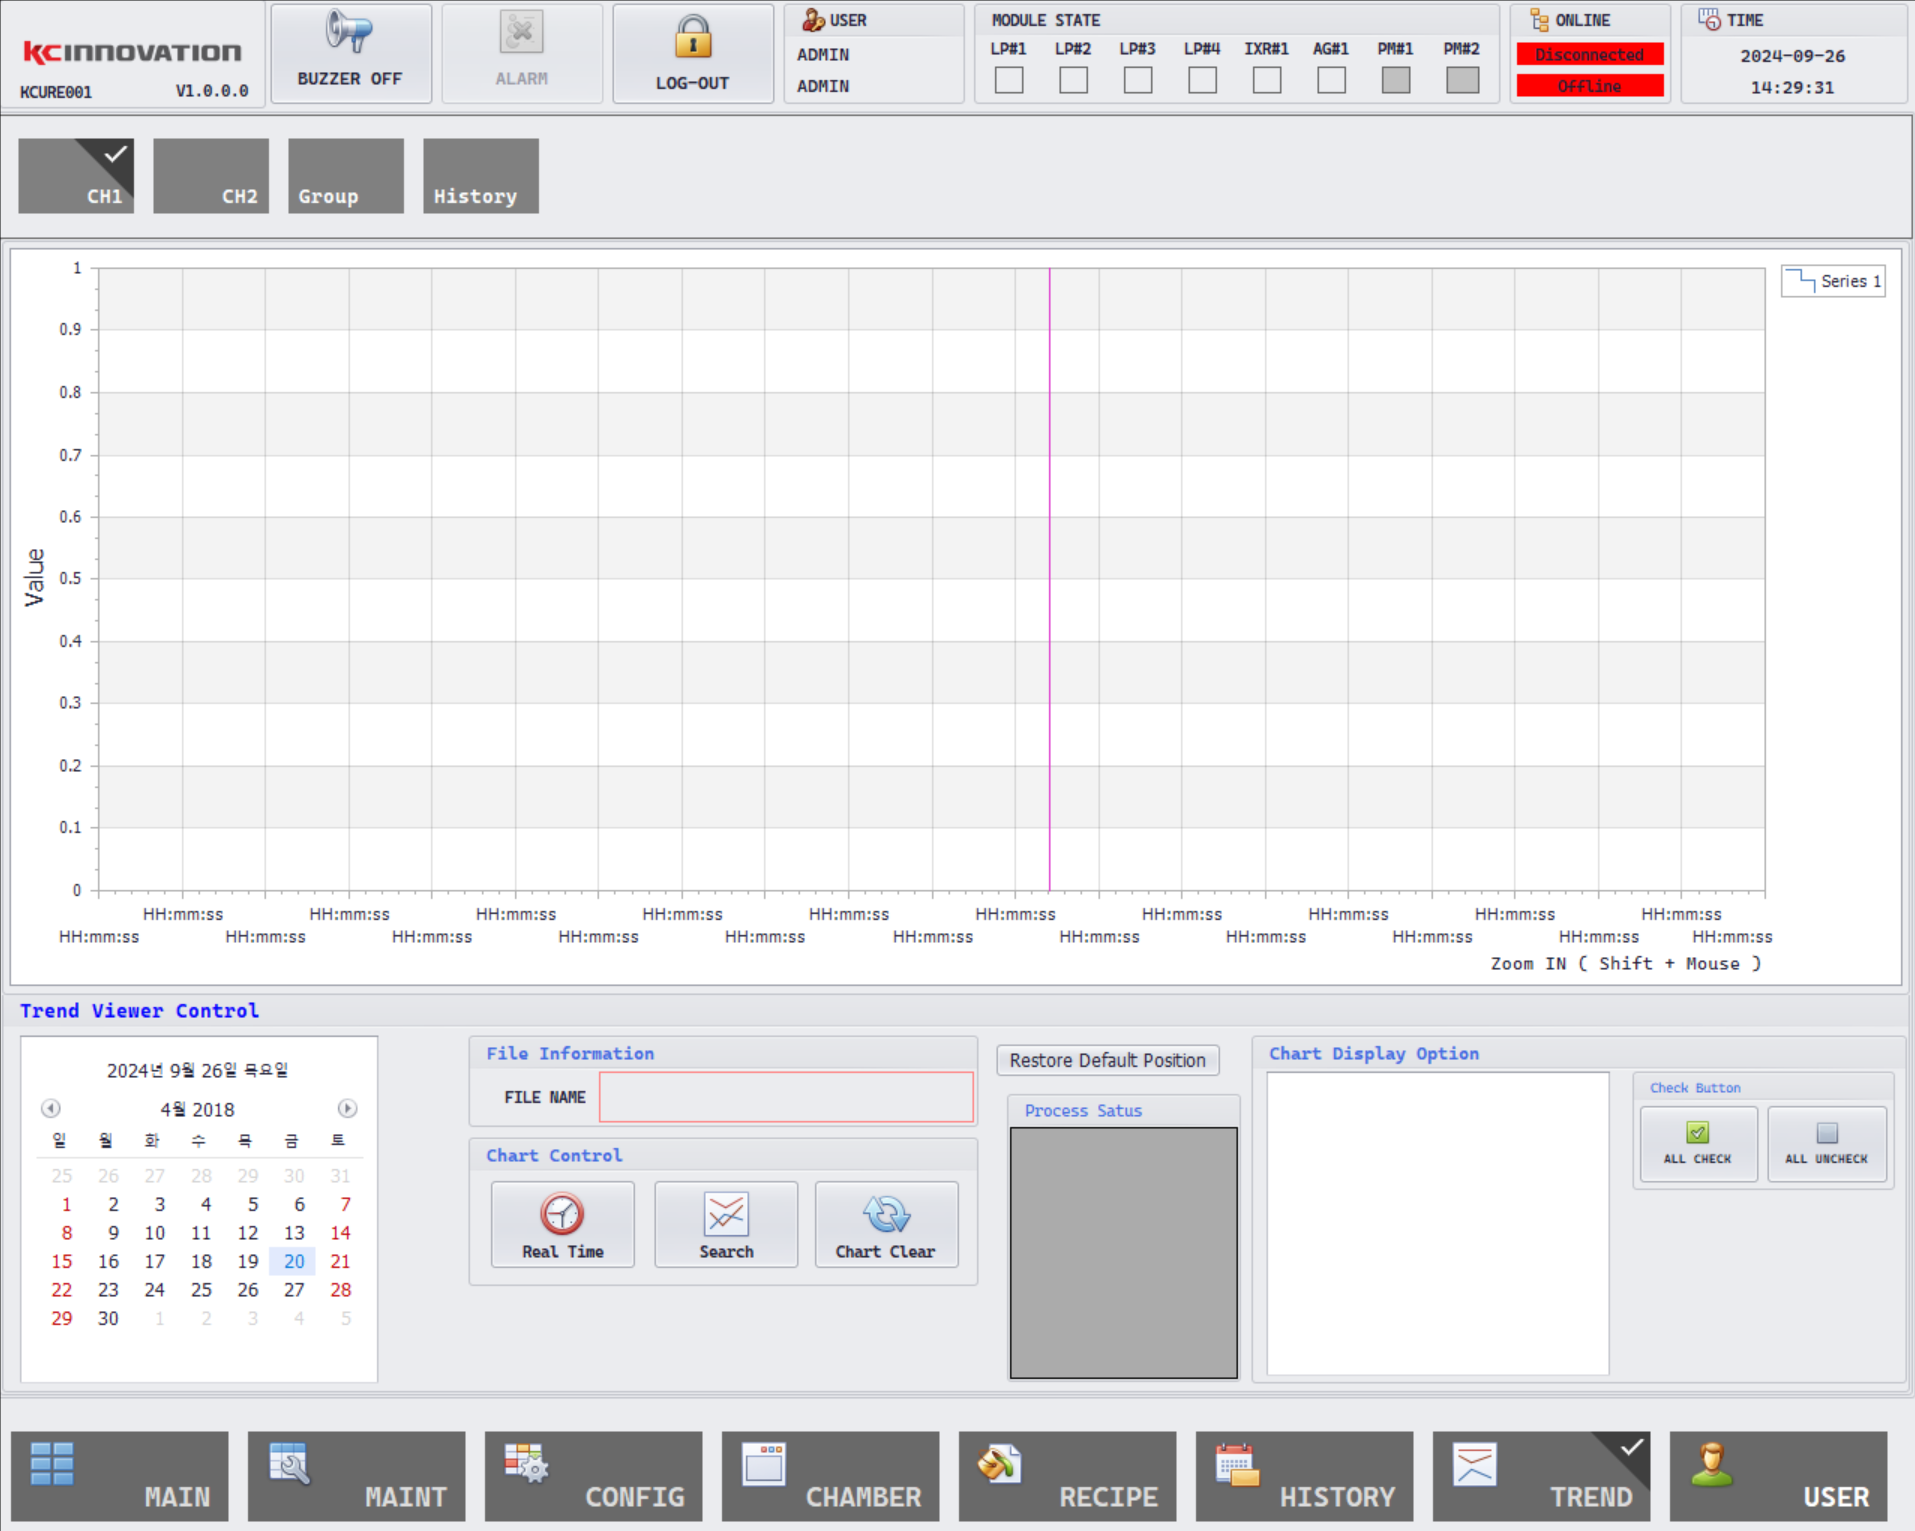 KCINNOVATION
KCURE001 V1.0.0.0
BUZZER OFF
ALARM
LOG-OUT
USER
ADMIN
ADMIN
MODULE STATE
LP#1 LP#2 LP#3 LP#4 IXR#1 AG#1 PM#1 PM#2
ONLINE
Disconnected
Offline
TIME
2024-09-26
14:29:31
CH1 CH2 Group History
Series 1
Value
1
0.9
0.8
0.7
0.6
0.5
0.4
0.3
0.2
0.1
0
HH:mm:ss HH:mm:ss HH:mm:ss HH:mm:ss HH:mm:ss HH:mm:ss HH:mm:ss HH:mm:ss HH:mm:ss HH:mm:ss
HH:mm:ss HH:mm:ss HH:mm:ss HH:mm:ss HH:mm:ss HH:mm:ss HH:mm:ss HH:mm:ss HH:mm:ss HH:mm:ss HH:mm:ss
Zoom IN ( Shift + Mouse )
Trend Viewer Control
2024년 9월 26일 목요일
4월 2018
일 월 화 수 목 금 토
25 26 27 28 29 30 31
1 2 3 4 5 6 7
8 9 10 11 12 13 14
15 16 17 18 19 20 21
22 23 24 25 26 27 28
29 30 1 2 3 4 5
File Information
FILE NAME
Chart Control
Real Time
Search
Chart Clear
Restore Default Position
Process Satus
Chart Display Option
Check Button
ALL CHECK
ALL UNCHECK
MAIN MAINT CONFIG CHAMBER RECIPE HISTORY TREND USER